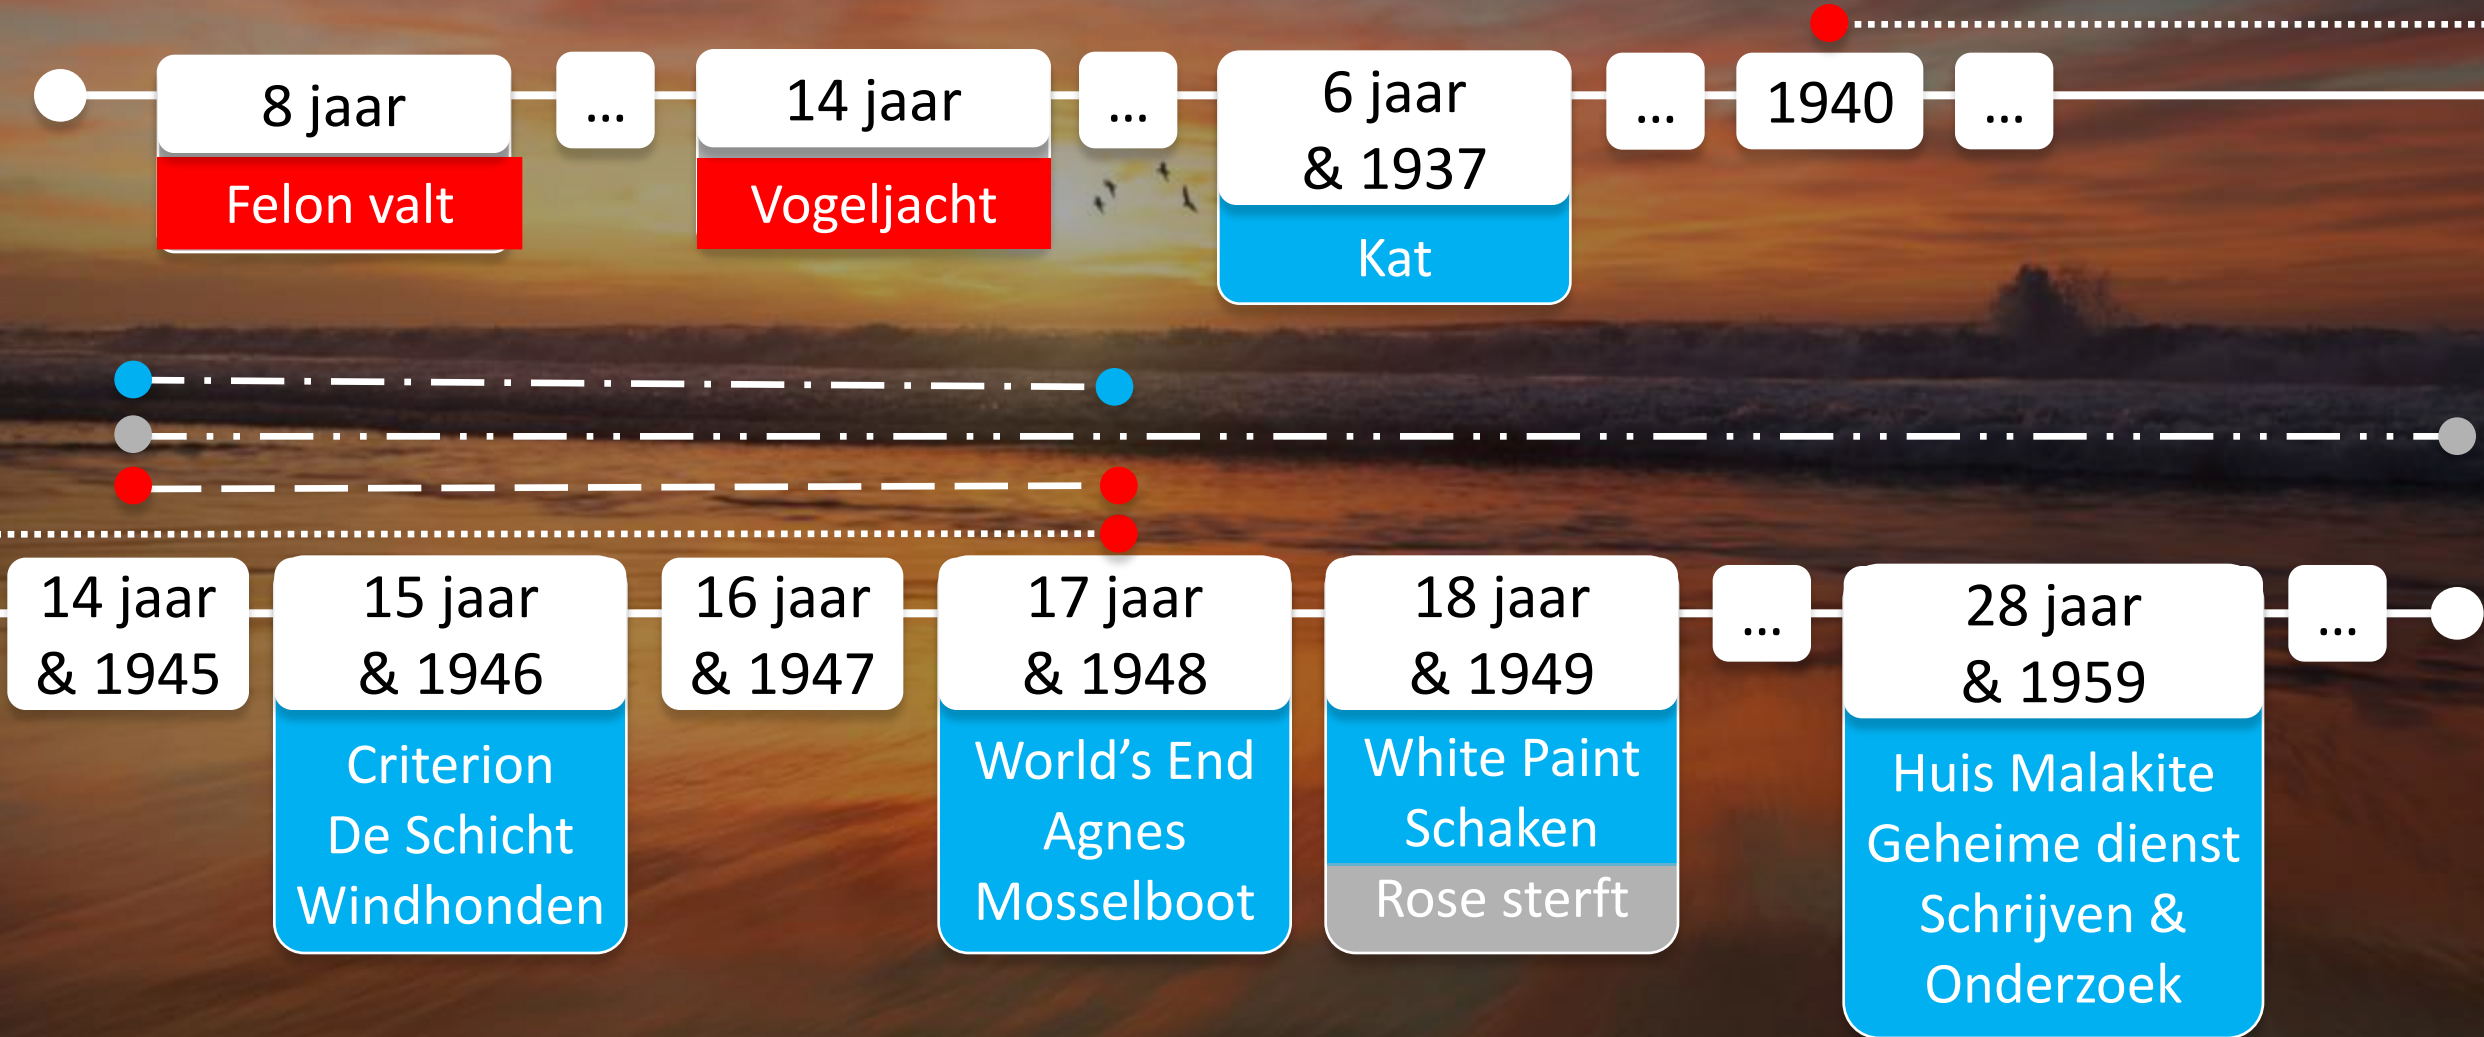 8 jaar
Felon valt
...
14 jaar
Vogeljacht
...
6 jaar
& 1937
Kat
...
1940
...
14 jaar
& 1945
15 jaar
& 1946
Criterion
De Schicht
Windhonden
16 jaar
& 1947
17 jaar
& 1948
World's End
Agnes
Mosselboot
18 jaar
& 1949
White Paint
Schaken
Rose sterft
...
28 jaar
& 1959
Huis Malakite
Geheime dienst
Schrijven &
Onderzoek
...